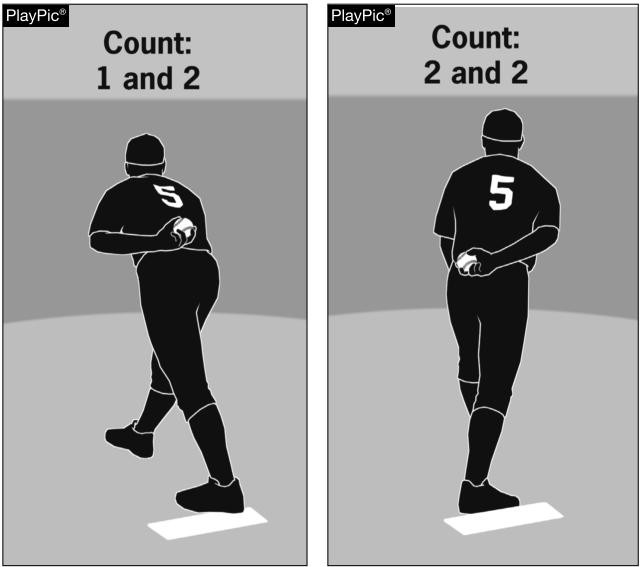 PlayPic®
Count:
1 and 2
5
PlayPic®
Count:
2 and 2
5